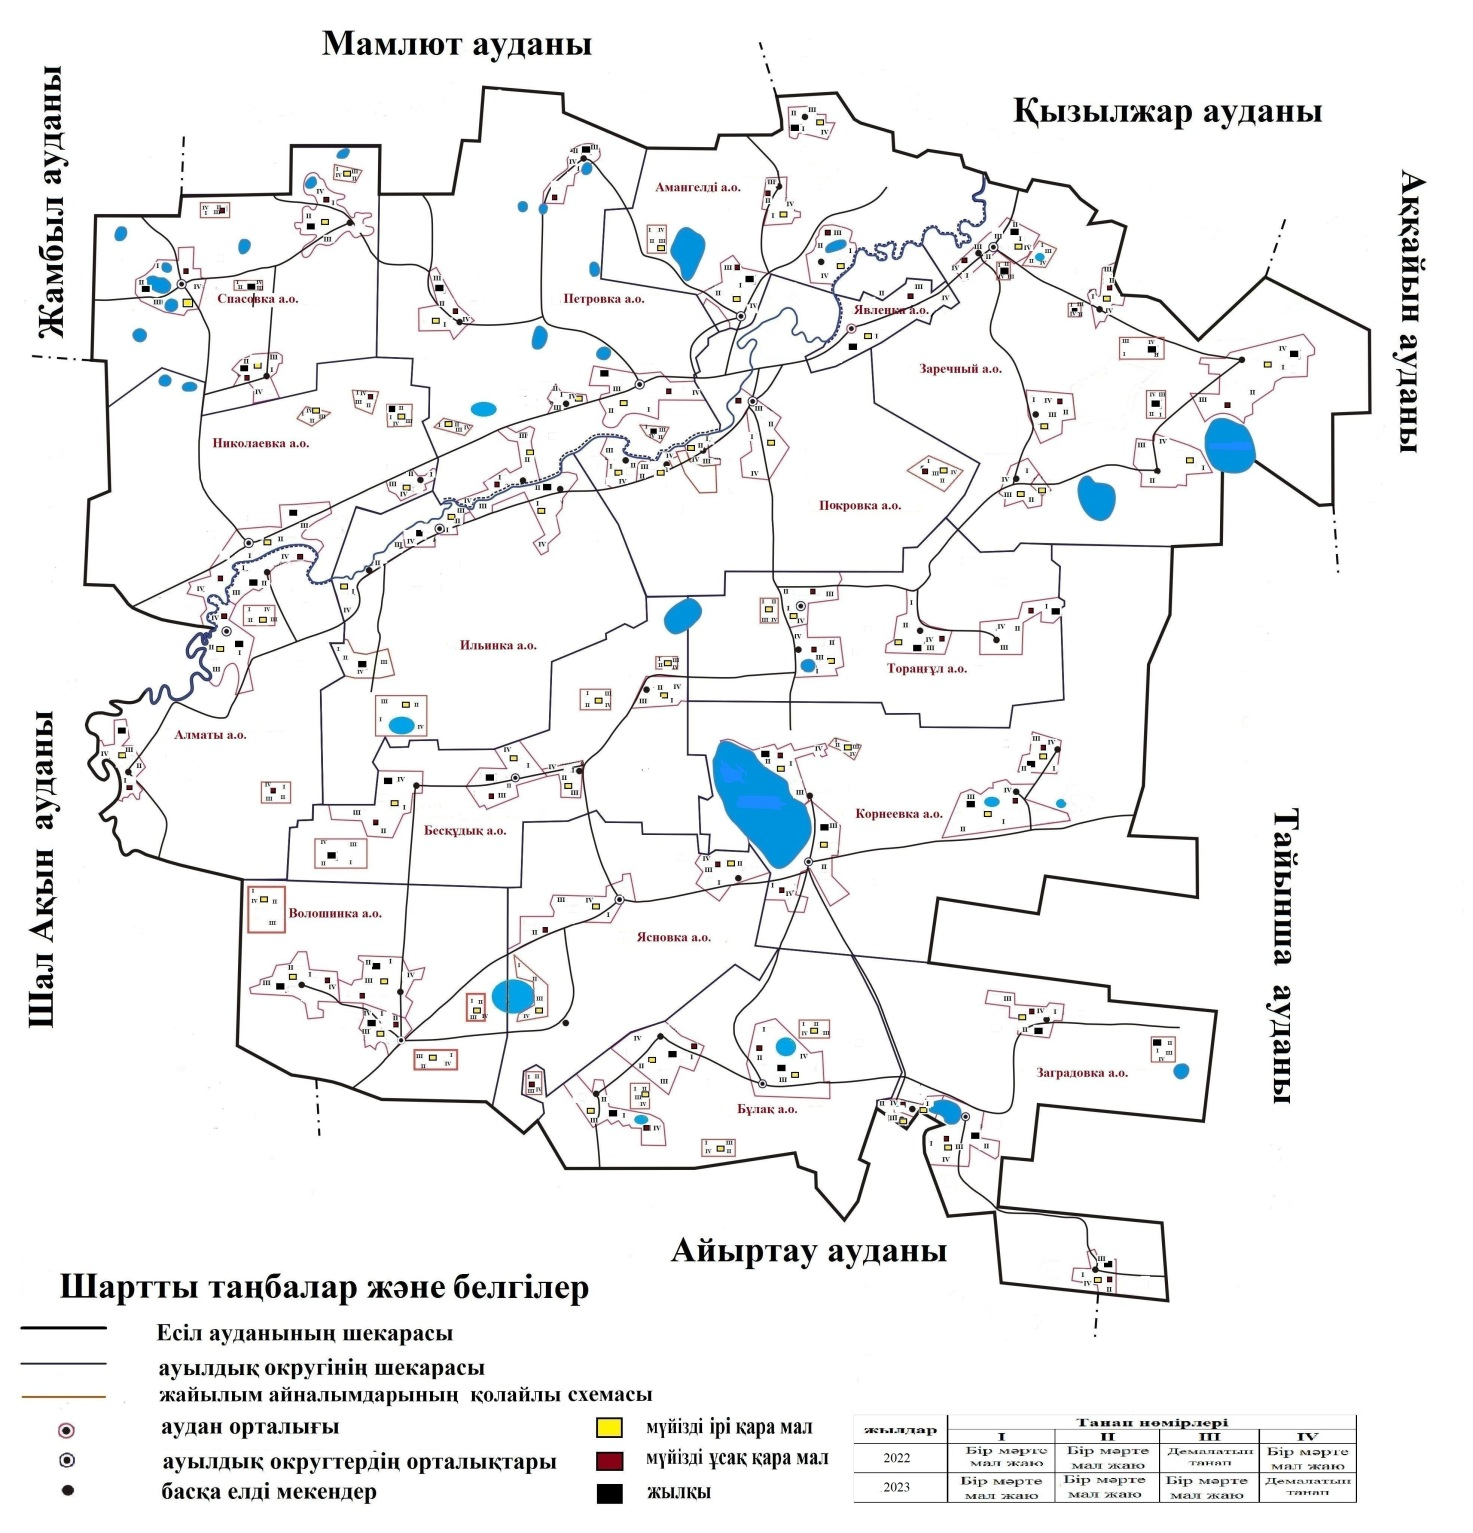 Мамлют ауданы
Қызылжар ауданы
Жамбыл ауданы
Аққайын ауданы
Амангелді а.о.
Спасовка а.о.
Петровка а.о.
Явленка а.о.
Заречный а.о.
Николаевка а.о.
Покровка а.о.
Ильинка а.о.
Тораңғұл а.о.
Алматы а.о.
Шал Ақын ауданы
Бесқұдық а.о.
Корнеевка а.о.
Тайынша ауданы
Волошинка а.о.
Ясновка а.о.
Заградовка а.о.
Бұлақ а.о.
Айыртау ауданы
Шартты таңбалар және белгілер
Есіл ауданының шекарасы
ауылдық округінің шекарасы
жайылым айналымдарының қолайлы схемасы
аудан орталығы
ауылдық округтердің орталықтары
басқа елді мекендер
мүйізді ірі қара мал
мүйізді ұсақ қара мал
жылқы
жылдар Танап нөмірлері
I II III IV
2022 Бір мәрте мал жаю Бір мәрте мал жаю Демалатын танап Бір мәрте мал жаю
2023 Бір мәрте мал жаю Бір мәрте мал жаю Бір мәрте мал жаю Демалатын танап